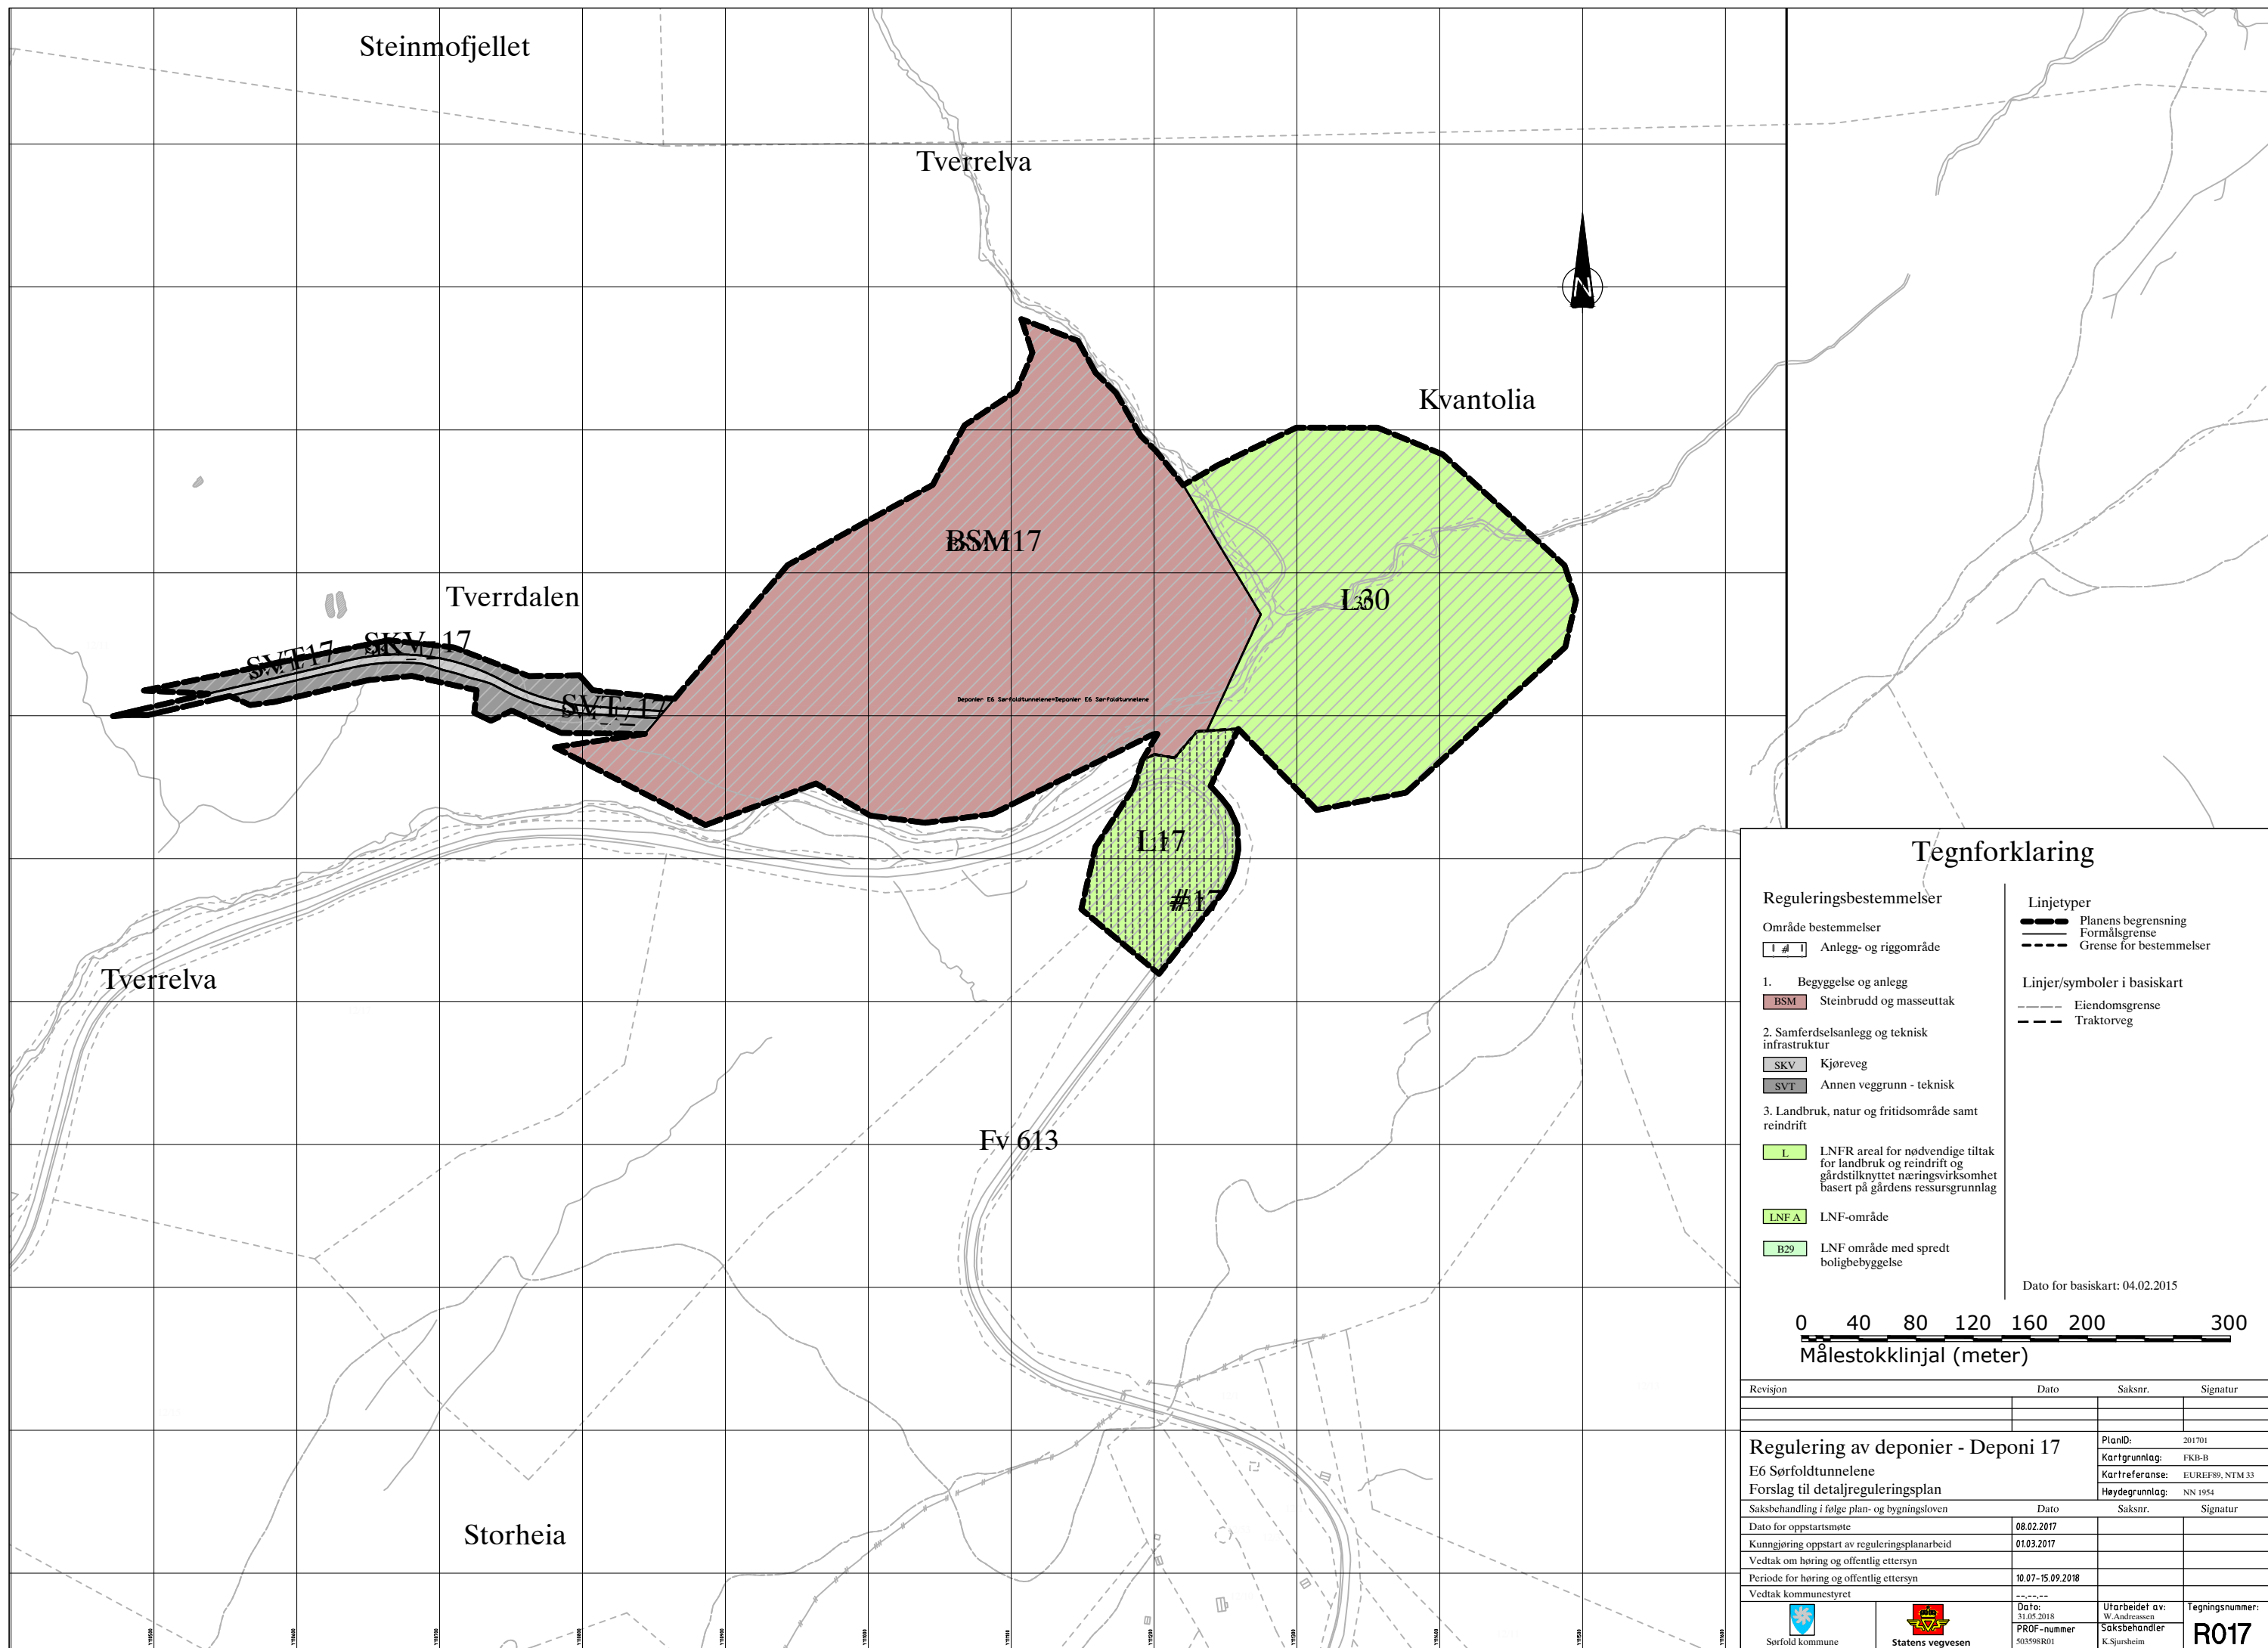 Steinmofjellet
Tverrelva
Kvantolia
BSM17
Tverrdalen
L30
SVT17
SKV_17
SVT_17
Deponier E6 Sørfoldtunnelene=Deponier E6 Sørfoldtunnelene
L17
#17
Tverrelva
Fv 613
Storheia
Tegnforklaring
Reguleringsbestemmelser
Område bestemmelser
# Anlegg- og riggområde
1. Begyggelse og anlegg
BSM Steinbrudd og masseuttak
2. Samferdselsanlegg og teknisk
infrastruktur
SKV Kjøreveg
SVT Annen veggrunn - teknisk
3. Landbruk, natur og fritidsområde samt
reindrift
L LNFR areal for nødvendige tiltak
for landbruk og reindrift og
gårdstilknyttet næringsvirksomhet
basert på gårdens ressursgrunnlag
LNF A LNF-område
B29 LNF område med spredt
boligbebyggelse
Linjetyper
Planens begrensning
Formålsgrense
Grense for bestemmelser
Linjer/symboler i basiskart
Eiendomsgrense
Traktorveg
Dato for basiskart: 04.02.2015
0 40 80 120 160 200 300
Målestokklinjal (meter)
Revisjon Dato Saksnr. Signatur
Regulering av deponier - Deponi 17
E6 Sørfoldtunnelene
Forslag til detaljreguleringsplan
PlanID: 201701
Kartgrunnlag: FKB-B
Kartreferanse: EUREF89, NTM 33
Høydegrunnlag: NN 1954
Saksbehandling i følge plan- og bygningsloven Dato Saksnr. Signatur
Dato for oppstartsmøte 08.02.2017
Kunngjøring oppstart av reguleringsplanarbeid 01.03.2017
Vedtak om høring og offentlig ettersyn
Periode for høring og offentlig ettersyn 10.07-15.09.2018
Vedtak kommunestyret --.--.--
Sørfold kommune
Statens vegvesen
Dato:
31.05.2018
PROF-nummer
503598R01
Utarbeidet av:
W.Andreassen
Saksbehandler
K.Sjursheim
Tegningsnummer:
R017